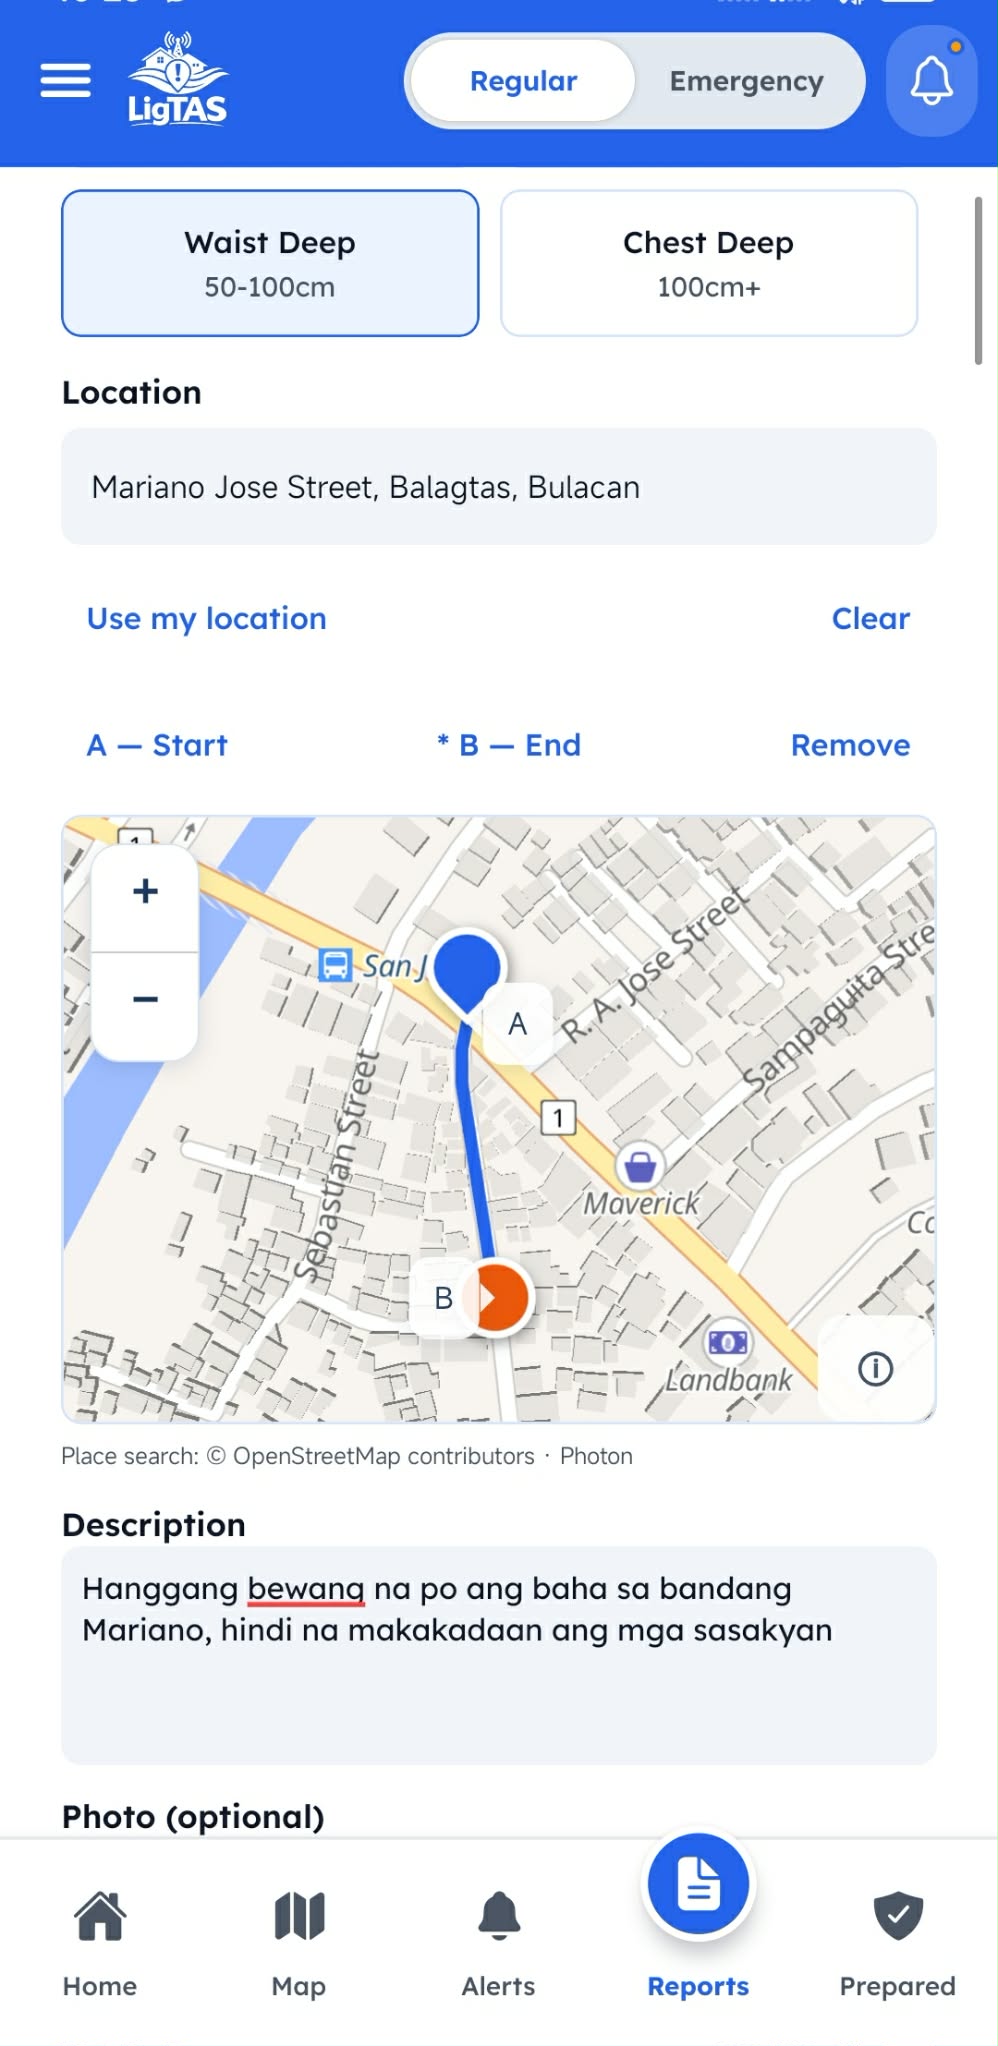 LigTAS
Regular
Emergency
Waist Deep
50-100cm
Chest Deep
100cm+
Location
Mariano Jose Street, Balagtas, Bulacan
Use my location
Clear
A — Start
* B — End
Remove
+
−
San J
A
R. A. Jose Street
Sampaguita Stre
1
Sebastian Street
Maverick
Co
B
Landbank
Place search: © OpenStreetMap contributors · Photon
Description
Hanggang bewang na po ang baha sa bandang
Mariano, hindi na makakadaan ang mga sasakyan
Photo (optional)
Home
Map
Alerts
Reports
Prepared